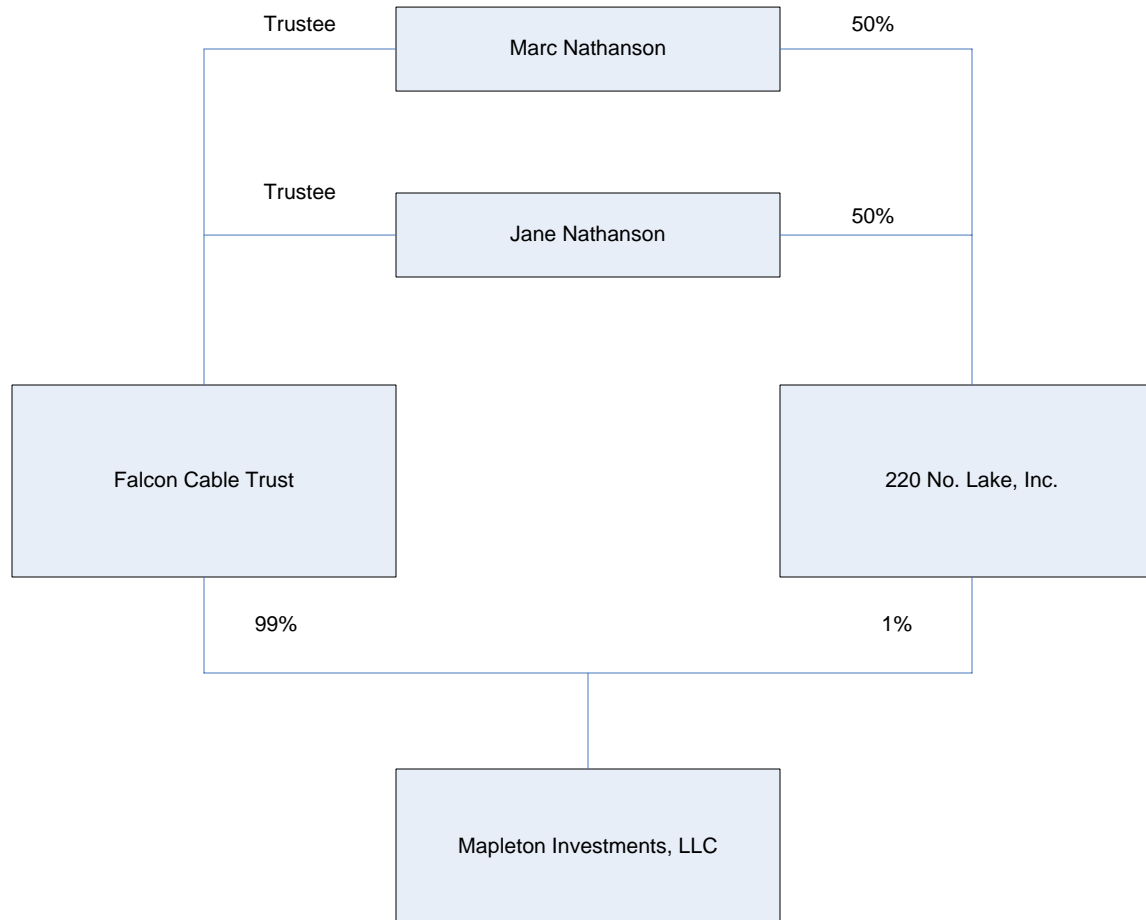 Trustee
Marc Nathanson
50%
Trustee
Jane Nathanson
50%
Falcon Cable Trust
220 No. Lake, Inc.
99%
1%
Mapleton Investments, LLC